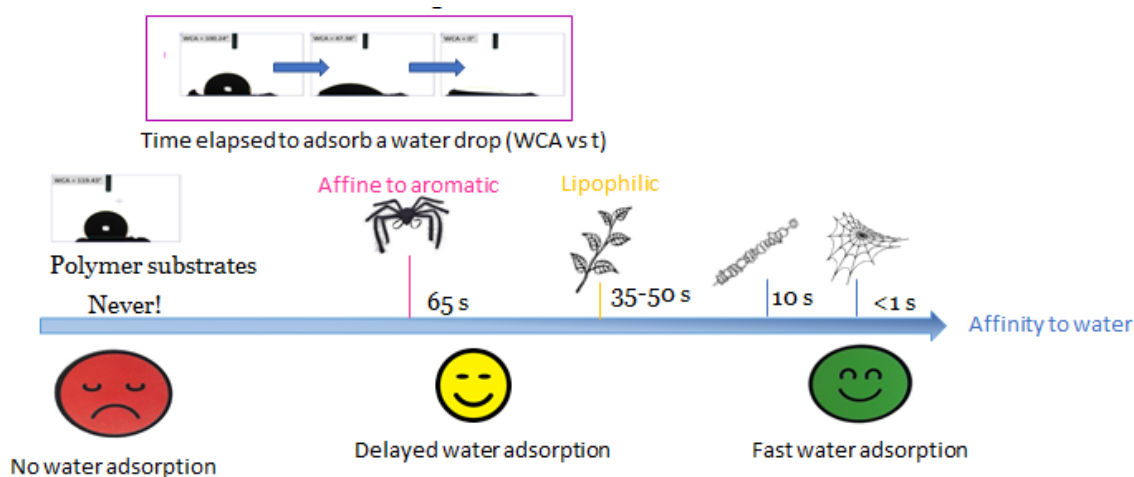 WCA = 100.24°
WCA = 47.38°
WCA = 0°
Time elapsed to adsorb a water drop (WCA vs t)
WCA = 119.43°
Polymer substrates
Never!
Affine to aromatic
Lipophilic
65 s
35-50 s
10 s
<1 s
Affinity to water
No water adsorption
Delayed water adsorption
Fast water adsorption